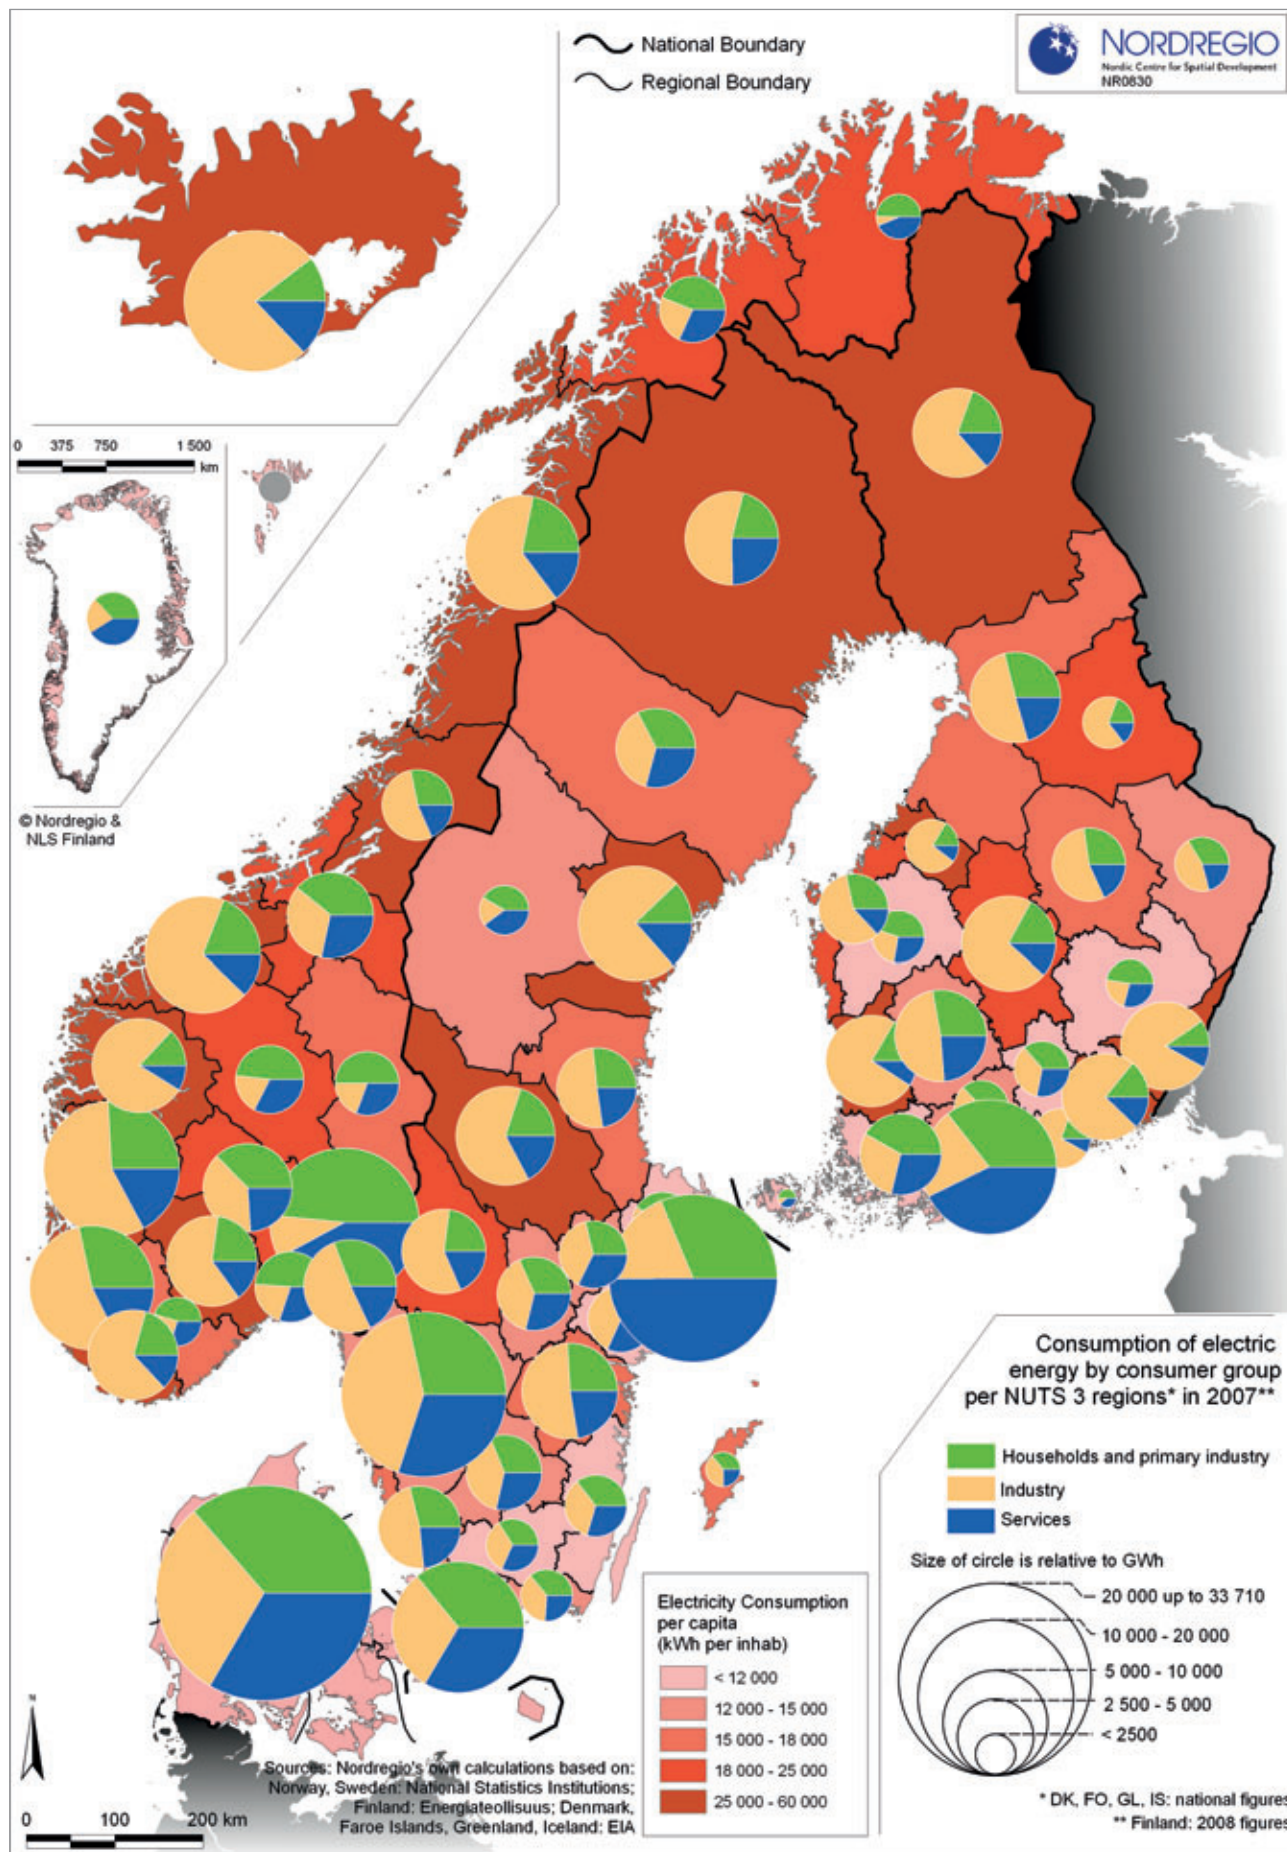 National Boundary
Regional Boundary
NORDREGIO
Nordic Centre for Spatial Development
NR0830
0 375 750 1 500
km
© Nordregio &
NLS Finland
Consumption of electric
energy by consumer group
per NUTS 3 regions* in 2007**
Households and primary industry
Industry
Services
Size of circle is relative to GWh
20 000 up to 33 710
10 000 - 20 000
5 000 - 10 000
2 500 - 5 000
< 2500
Electricity Consumption
per capita
(kWh per inhab)
< 12 000
12 000 - 15 000
15 000 - 18 000
18 000 - 25 000
25 000 - 60 000
N
Sources: Nordregio's own calculations based on:
Norway, Sweden: National Statistics Institutions;
Finland: Energiateollisuus; Denmark,
Faroe Islands, Greenland, Iceland: EIA
0 100 200 km
* DK, FO, GL, IS: national figures
** Finland: 2008 figures